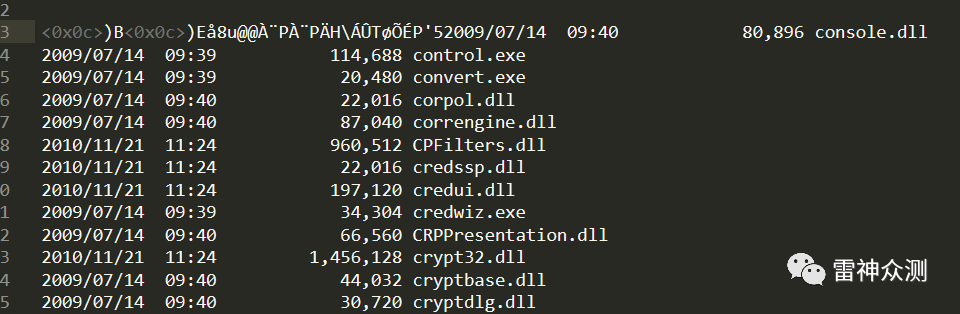 2
3 <0x0c>)B<0x0c>)Eå8u@@À¨PÀ¨PÄH\ÁÛTøÕÉP'52009/07/14  09:40            80,896 console.dll
4 2009/07/14  09:39           114,688 control.exe
5 2009/07/14  09:39            20,480 convert.exe
6 2009/07/14  09:40            22,016 corpol.dll
7 2009/07/14  09:40            87,040 correngine.dll
8 2010/11/21  11:24           960,512 CPFilters.dll
9 2010/11/21  11:24            22,016 credssp.dll
0 2010/11/21  11:24           197,120 credui.dll
1 2009/07/14  09:39            34,304 credwiz.exe
2 2009/07/14  09:40            66,560 CRPPresentation.dll
3 2010/11/21  11:24         1,456,128 crypt32.dll
4 2009/07/14  09:40            44,032 cryptbase.dll
5 2009/07/14  09:40            30,720 cryptdlg.dll
雷神众测